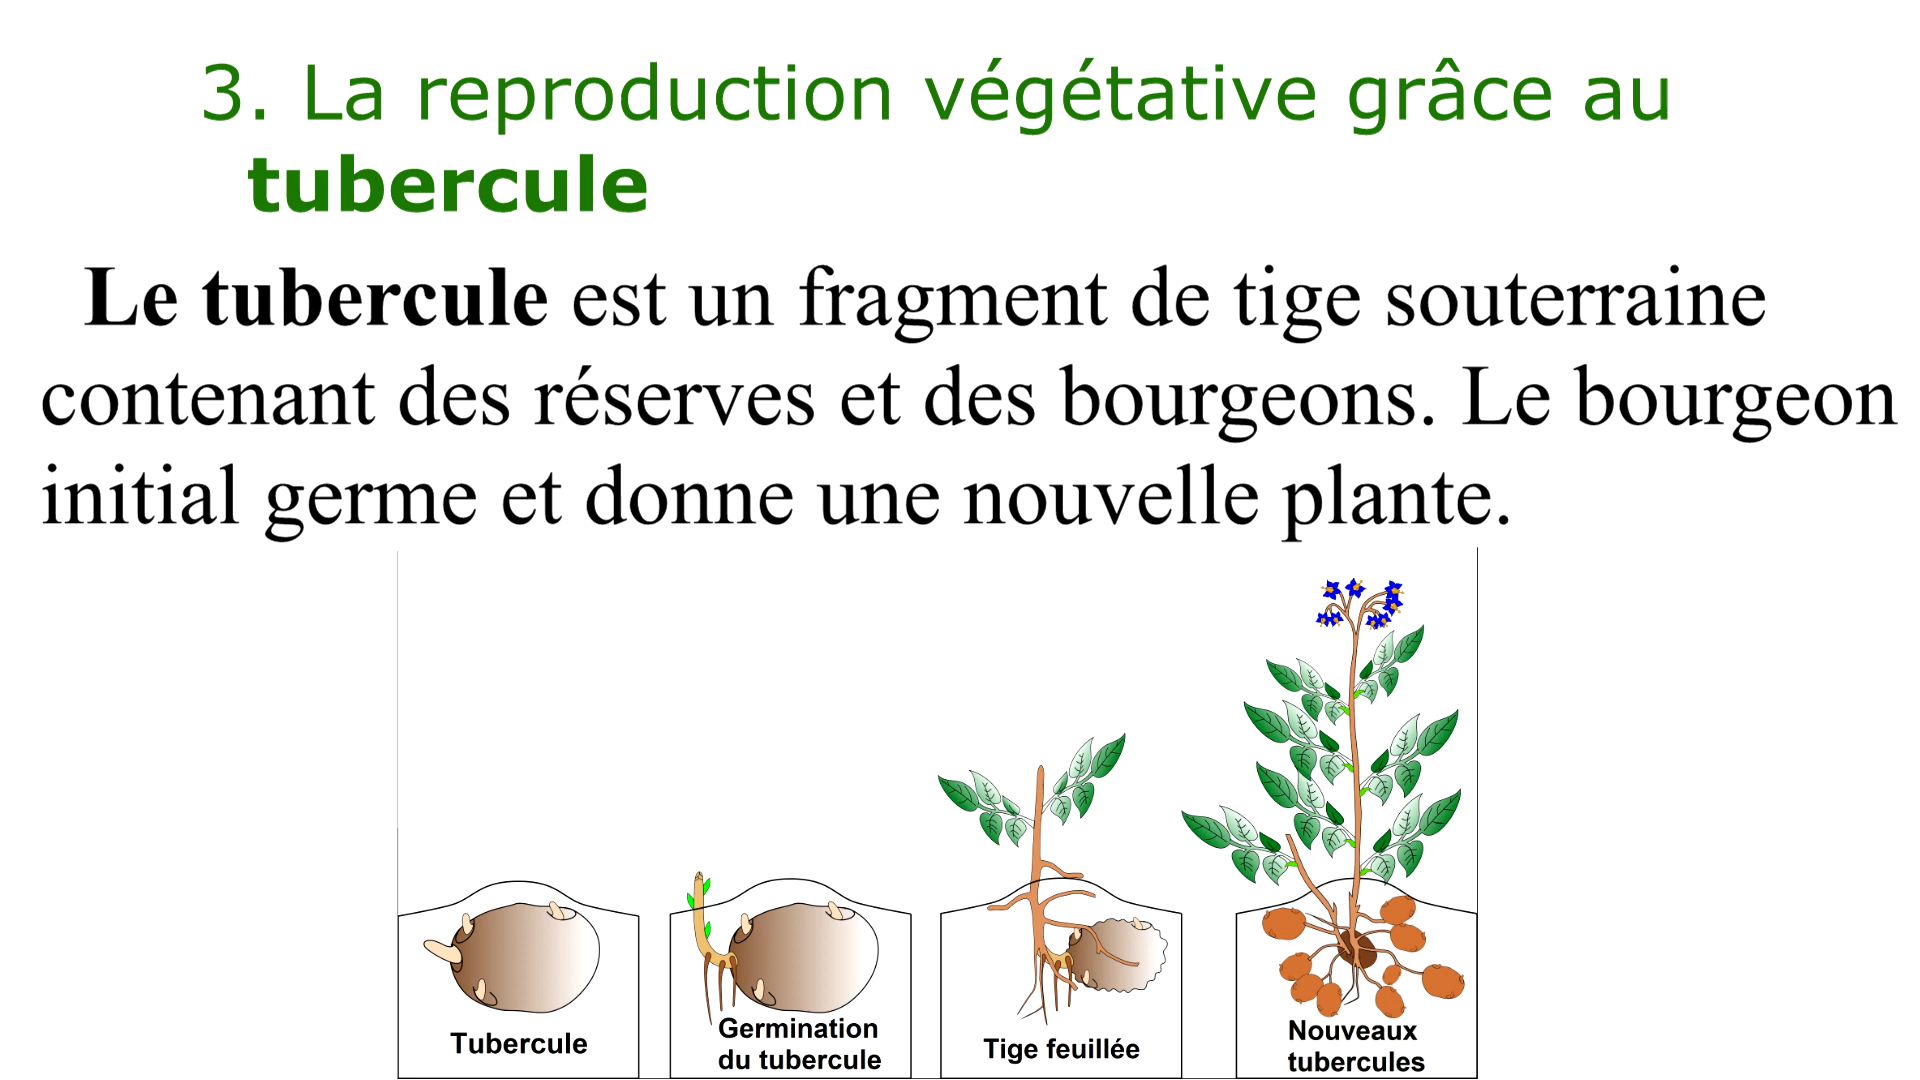 3. La reproduction végétative grâce au
tubercule
Le tubercule est un fragment de tige souterraine
contenant des réserves et des bourgeons. Le bourgeon
initial germe et donne une nouvelle plante.
Tubercule
Germination
du tubercule
Tige feuillée
Nouveaux
tubercules